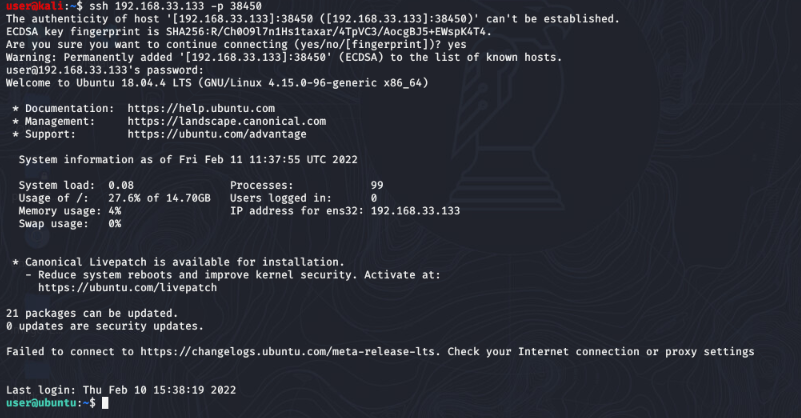 user@kali:~$ ssh 192.168.33.133 -p 38450
The authenticity of host '[192.168.33.133]:38450 ([192.168.33.133]:38450)' can't be established.
ECDSA key fingerprint is SHA256:R/Ch0O9l7n1Hs1taxar/4TpVC3/AocgBJ5+EWspK4T4.
Are you sure you want to continue connecting (yes/no/[fingerprint])? yes
Warning: Permanently added '[192.168.33.133]:38450' (ECDSA) to the list of known hosts.
user@192.168.33.133's password:
Welcome to Ubuntu 18.04.4 LTS (GNU/Linux 4.15.0-96-generic x86_64)
* Documentation:  https://help.ubuntu.com
* Management:     https://landscape.canonical.com
* Support:        https://ubuntu.com/advantage
System information as of Fri Feb 11 11:37:55 UTC 2022
System load:  0.08              Processes:           99
Usage of /:   27.6% of 14.70GB  Users logged in:     0
Memory usage: 4%                IP address for ens32: 192.168.33.133
Swap usage:   0%
* Canonical Livepatch is available for installation.
- Reduce system reboots and improve kernel security. Activate at:
https://ubuntu.com/livepatch
21 packages can be updated.
0 updates are security updates.
Failed to connect to https://changelogs.ubuntu.com/meta-release-lts. Check your Internet connection or proxy settings
Last login: Thu Feb 10 15:38:19 2022
user@ubuntu:~$